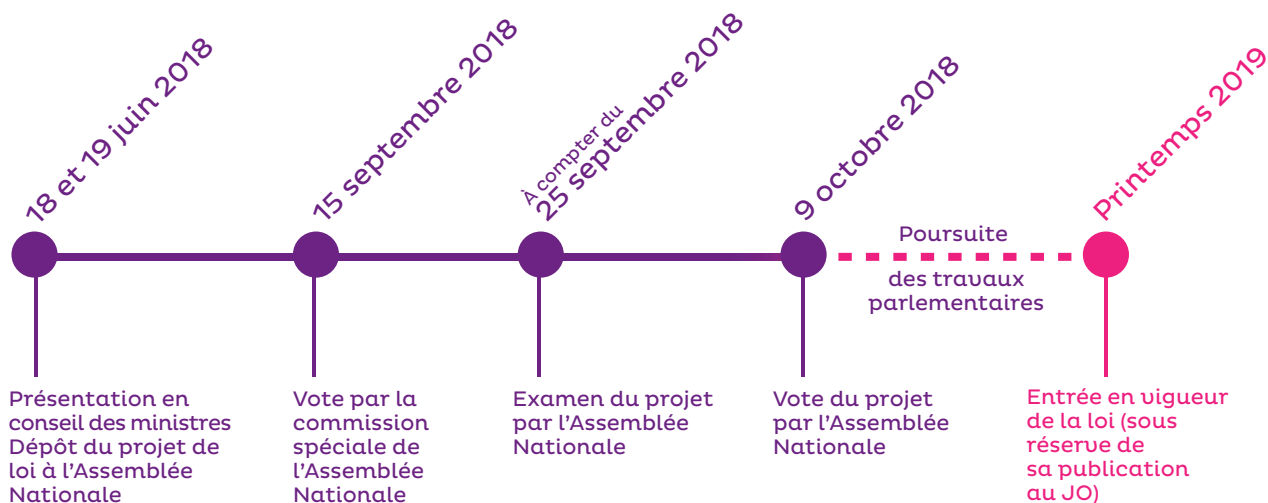 18 et 19 juin 2018
15 septembre 2018
À compter du
25 septembre 2018
9 octobre 2018
Printemps 2019
Poursuite
des travaux
parlementaires
Présentation en
conseil des ministres
Dépôt du projet de
loi à l'Assemblée
Nationale
Vote par la
commission
spéciale de
l'Assemblée
Nationale
Examen du projet
par l'Assemblée
Nationale
Vote du projet
par l'Assemblée
Nationale
Entrée en vigueur
de la loi (sous
réserve de
sa publication
au JO)